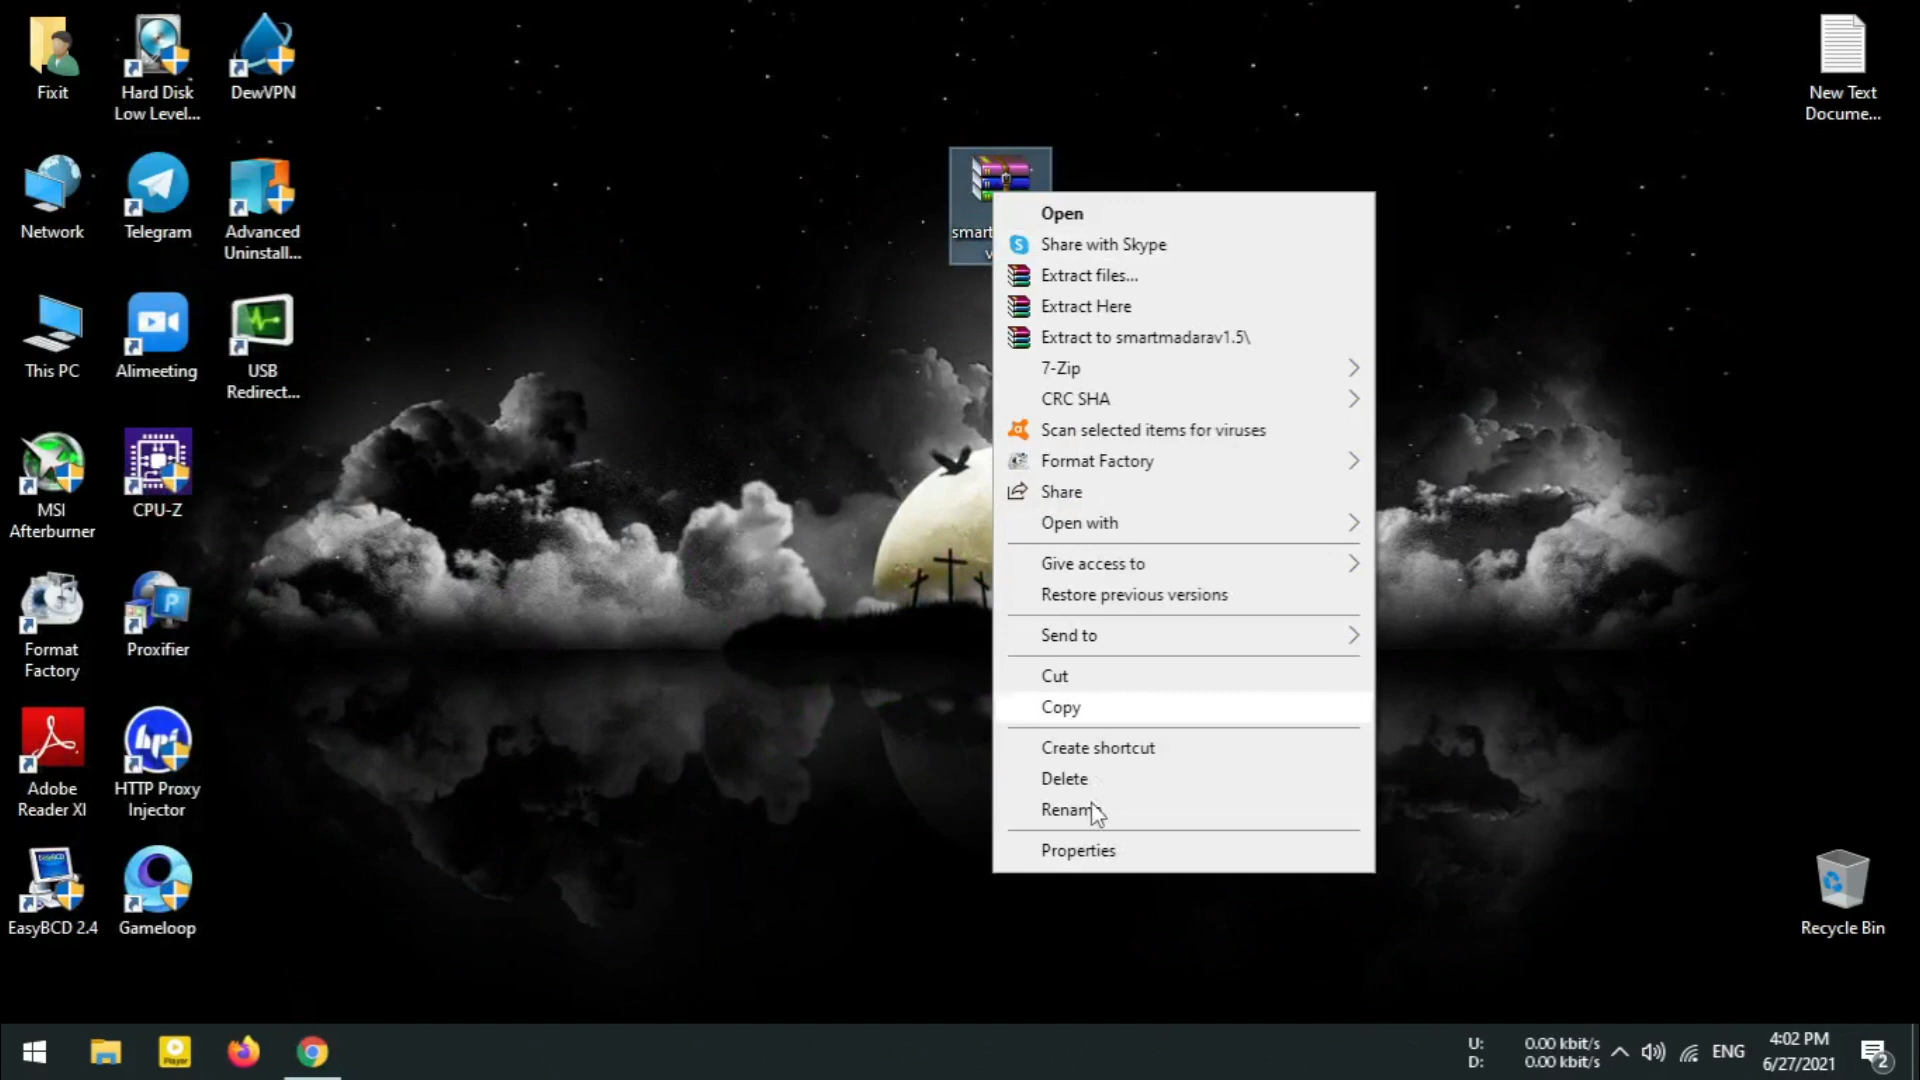 Fixit
Hard Disk
Low Level...
DewVPN
New Text
Docume...
Network
Telegram
Advanced
Uninstall...
This PC
Alimeeting
USB
Redirect...
MSI
Afterburner
CPU-Z
Format
Factory
Proxifier
Adobe
Reader XI
HTTP Proxy
Injector
EasyBCD 2.4
Gameloop
smart
Open
Share with Skype
Extract files...
Extract Here
Extract to smartmadarav1.5\
7-Zip
CRC SHA
Scan selected items for viruses
Format Factory
Share
Open with
Give access to
Restore previous versions
Send to
Cut
Copy
Create shortcut
Delete
Rename
Properties
Recycle Bin
Player
U: 0.00 kbit/s
D: 0.00 kbit/s
ENG
4:02 PM
6/27/2021
2